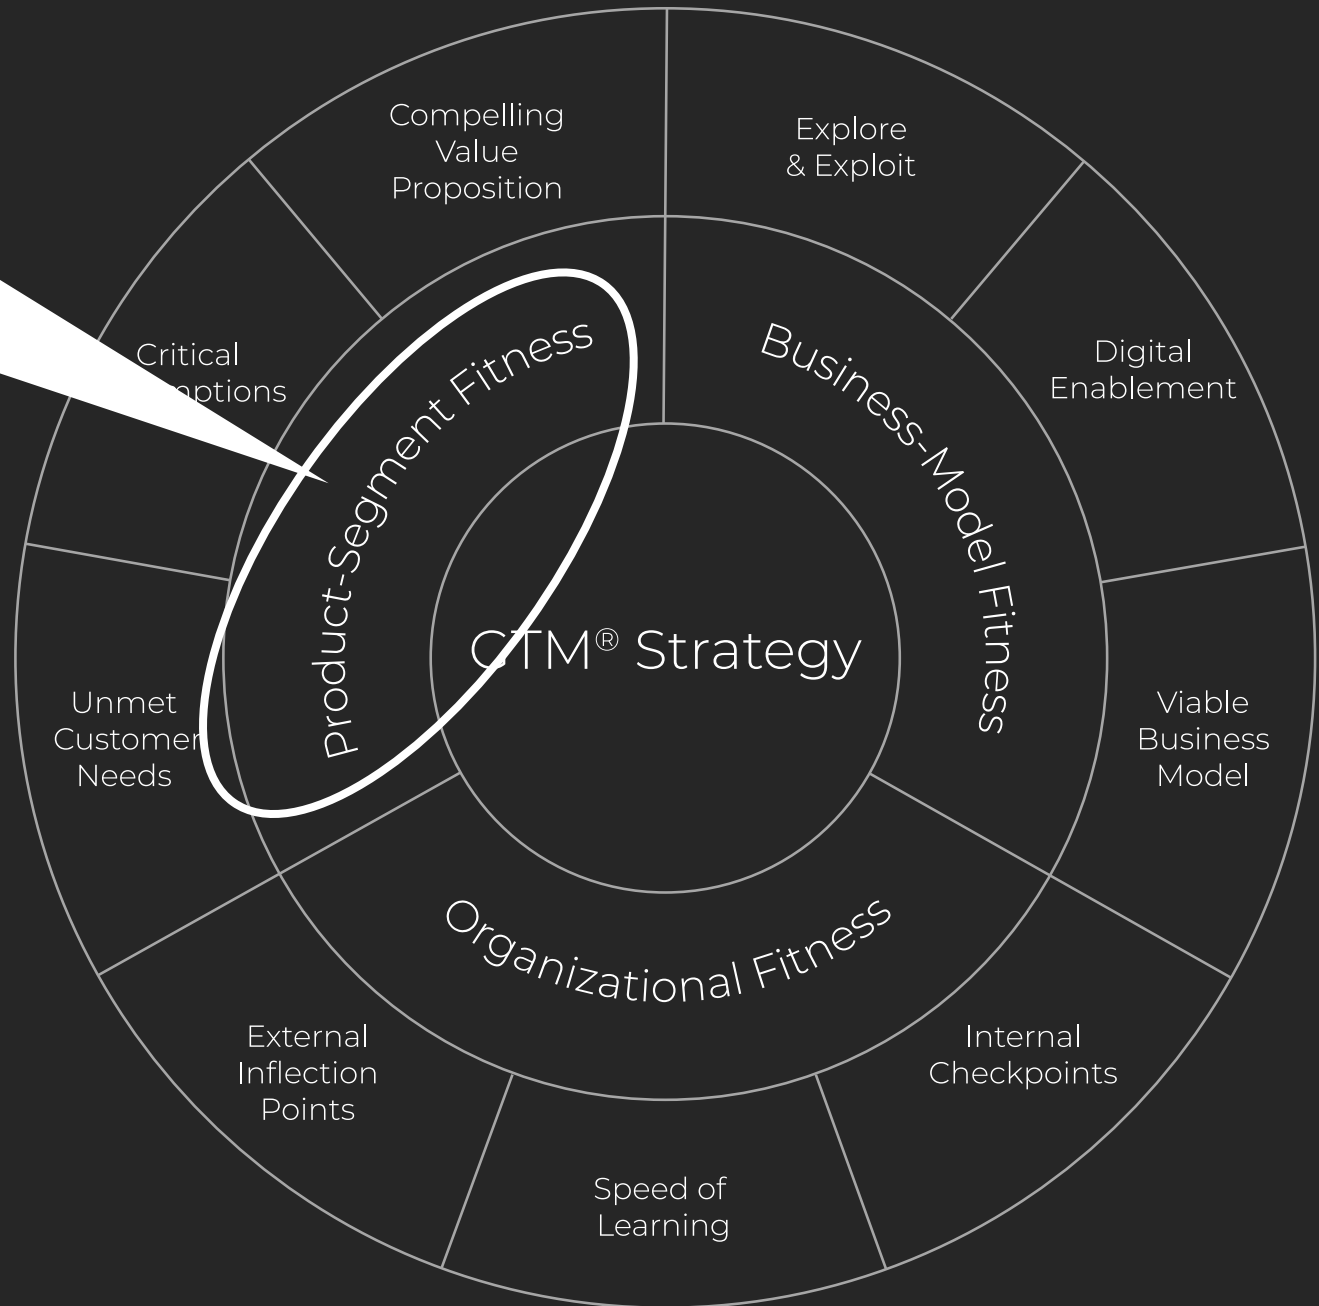 Compelling
Value
Proposition
Explore
& Exploit
Critical
mptions
Digital
Enablement
Product-Segment Fitness
Business-Model Fitness
CTM® Strategy
Unmet
Customer
Needs
Viable
Business
Model
Organizational Fitness
External
Inflection
Points
Internal
Checkpoints
Speed of
Learning